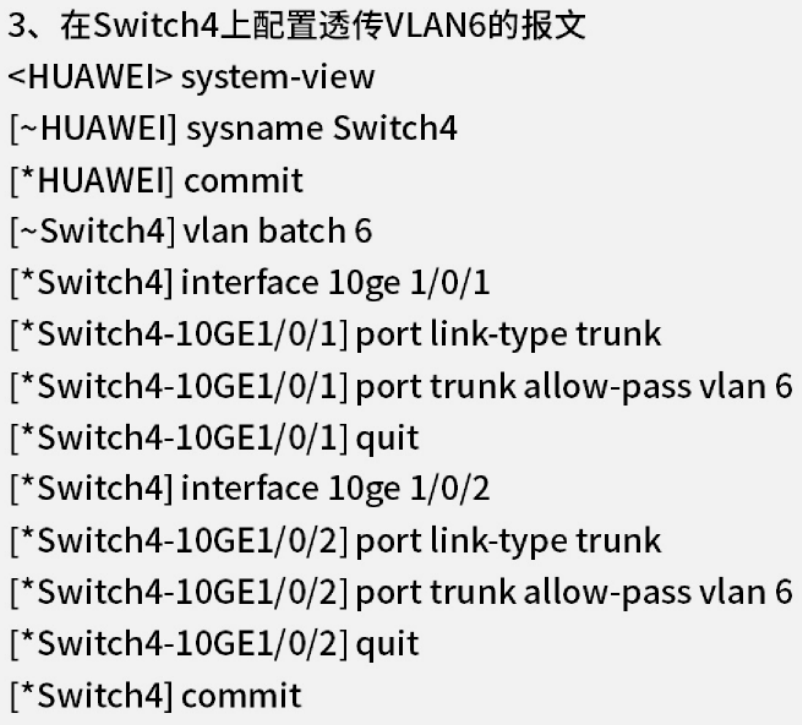 3、在Switch4上配置透传VLAN6的报文
<HUAWEI> system-view
[~HUAWEI] sysname Switch4
[*HUAWEI] commit
[~Switch4] vlan batch 6
[*Switch4] interface 10ge 1/0/1
[*Switch4-10GE1/0/1] port link-type trunk
[*Switch4-10GE1/0/1] port trunk allow-pass vlan 6
[*Switch4-10GE1/0/1] quit
[*Switch4] interface 10ge 1/0/2
[*Switch4-10GE1/0/2] port link-type trunk
[*Switch4-10GE1/0/2] port trunk allow-pass vlan 6
[*Switch4-10GE1/0/2] quit
[*Switch4] commit